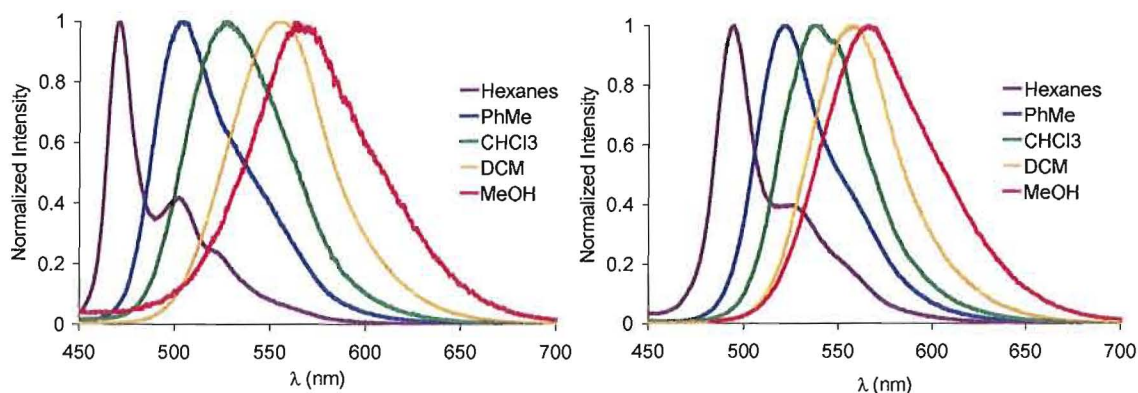 1
0.8
0.6
0.4
0.2
0
Normalized Intensity
450 500 550 600 650 700
λ (nm)
Hexanes
PhMe
CHCl3
DCM
MeOH
1
0.8
0.6
0.4
0.2
0
Normalized Intensity
450 500 550 600 650 700
λ (nm)
Hexanes
PhMe
CHCl3
DCM
MeOH